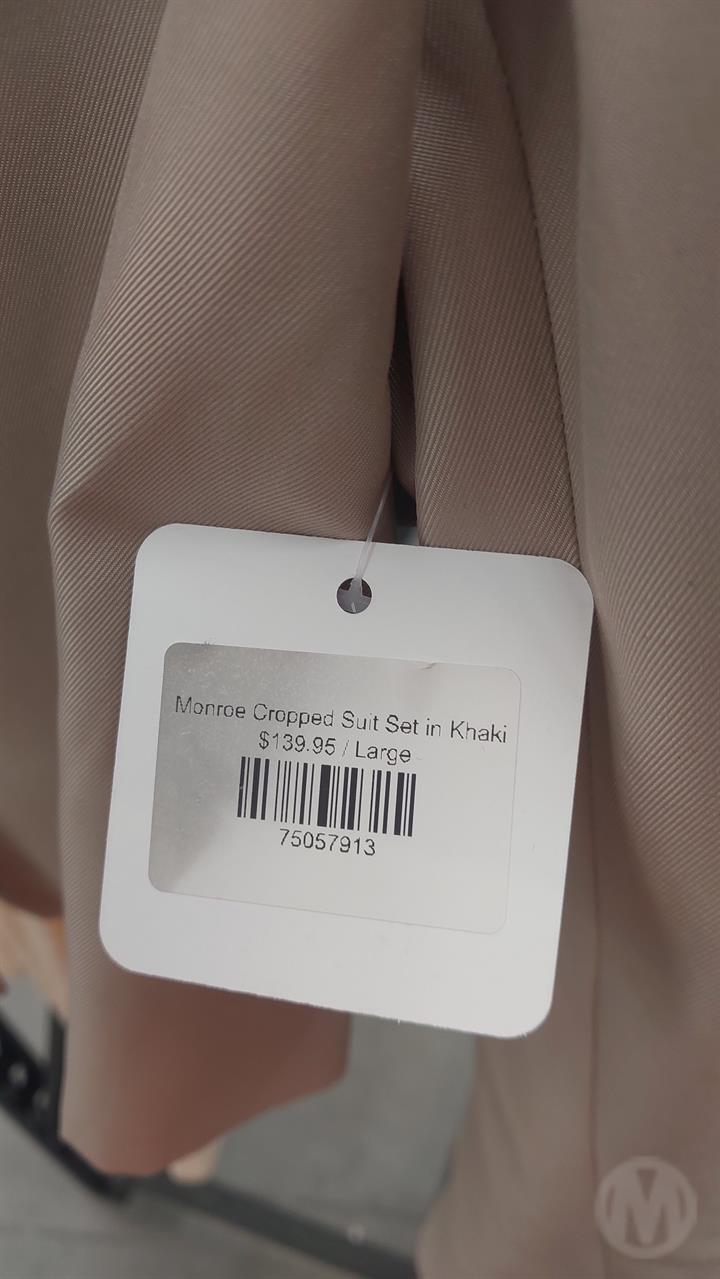 Monroe Cropped Suit Set in Khaki
$139.95 / Large
75057913
M